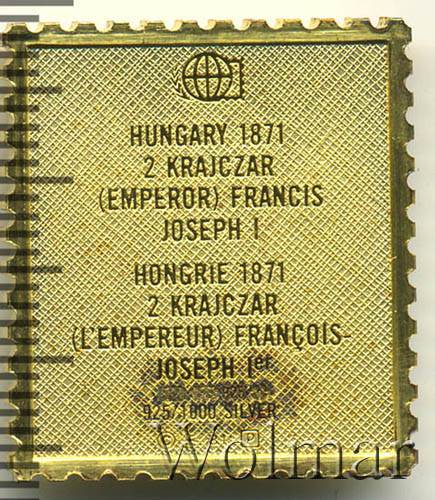 HUNGARY 1871
2 KRAJCZAR
(EMPEROR) FRANCIS
JOSEPH I
HONGRIE 1871
2 KRAJCZAR
(L'EMPEREUR) FRANÇOIS-
JOSEPH Ier
925/1000 SILVER
Wolmar